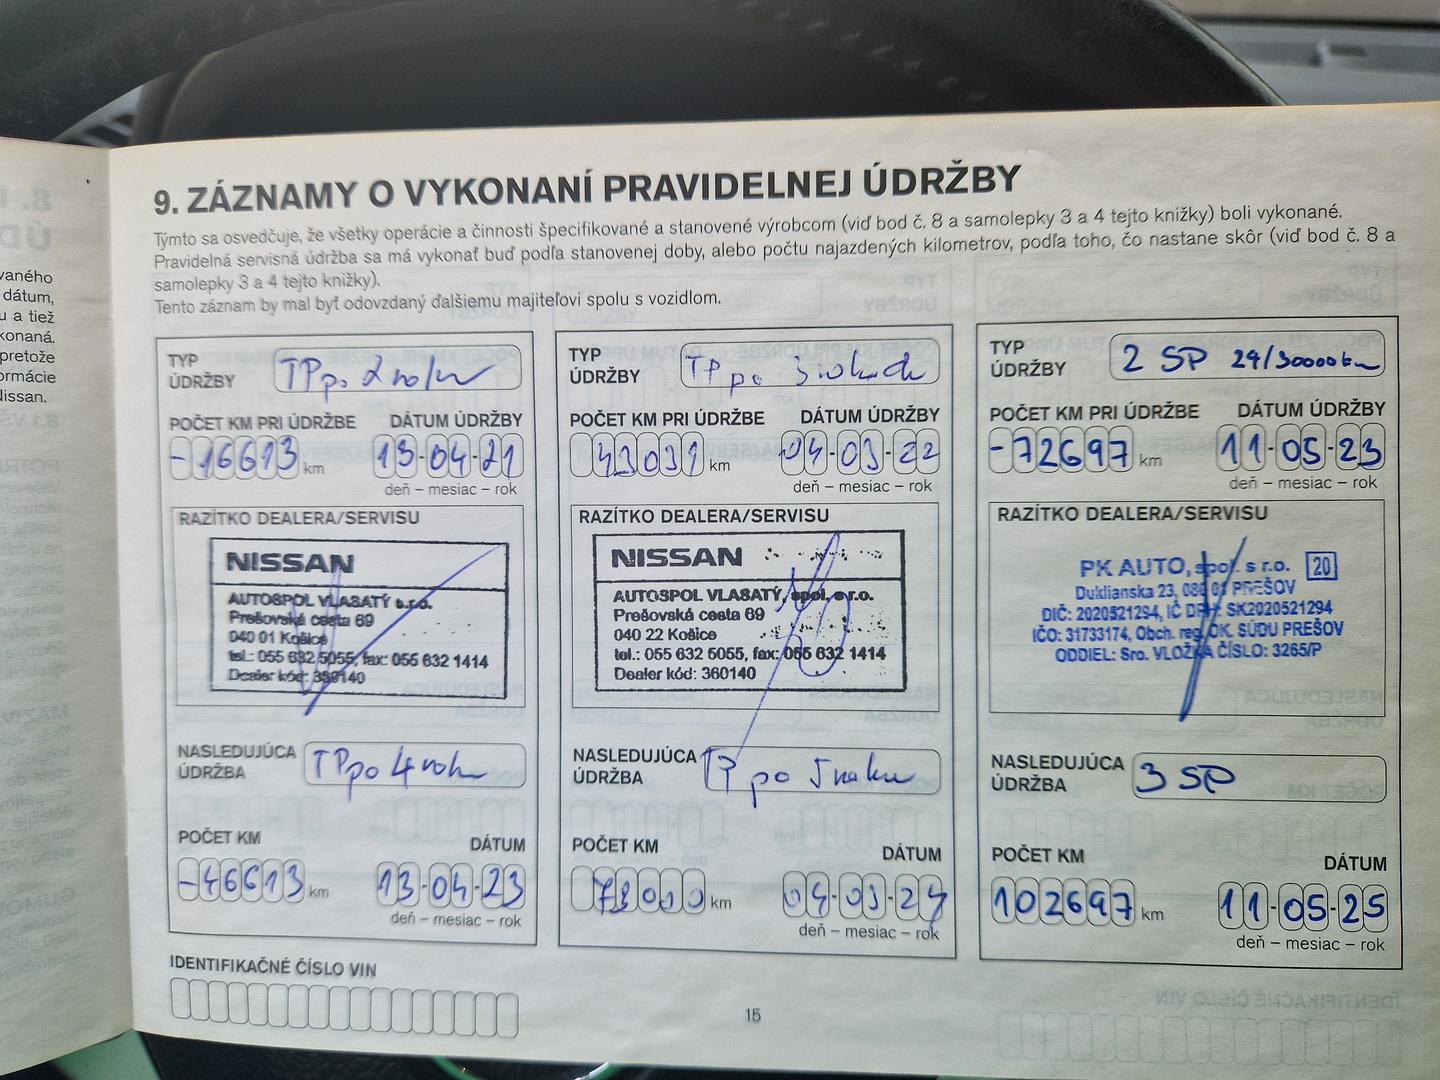 9. ZÁZNAMY O VYKONANÍ PRAVIDELNEJ ÚDRŽBY
Týmto sa osvedčuje, že všetky operácie a činnosti špecifikované a stanovené výrobcom (viď bod č. 8 a samolepky 3 a 4 tejto knižky) boli vykonané.
Pravidelná servisná údržba sa má vykonať buď podľa stanovenej doby, alebo počtu najazdených kilometrov, podľa toho, čo nastane skôr (viď bod č. 8 a
samolepky 3 a 4 tejto knižky).
Tento záznam by mal byť odovzdaný ďalšiemu majiteľovi spolu s vozidlom.
vaného
dátum,
u a tiež
konaná.
pretože
ormácie
lissan.
TYP
ÚDRŽBY
TP po 2 roku
POČET KM PRI ÚDRŽBE DÁTUM ÚDRŽBY
-16613 km 13-04-21
deň – mesiac – rok
RAZÍTKO DEALERA/SERVISU
NISSAN
AUTOSPOL VLASATÝ s.r.o.
Prešovská cesta 69
040 01 Košice
tel.: 055 632 5055, fax: 055 632 1414
Dealer kód: 360140
NASLEDUJÚCA
ÚDRŽBA
TP po 4 roku
POČET KM DÁTUM
-46613 km 13-04-23
deň – mesiac – rok
IDENTIFIKAČNÉ ČÍSLO VIN
TYP
ÚDRŽBY
TP po 3 rokoch
POČET KM PRI ÚDRŽBE DÁTUM ÚDRŽBY
43031 km 04-03-22
deň – mesiac – rok
RAZÍTKO DEALERA/SERVISU
NISSAN
AUTOSPOL VLASATÝ, spol. s r.o.
Prešovská cesta 69
040 22 Košice
tel.: 055 632 5055, fax: 055 632 1414
Dealer kód: 360140
NASLEDUJÚCA
ÚDRŽBA
TP po 5 roku
POČET KM DÁTUM
73000 km 04-03-24
deň – mesiac – rok
TYP
ÚDRŽBY
2 SP 24/30000km
POČET KM PRI ÚDRŽBE DÁTUM ÚDRŽBY
-72697 km 11-05-23
deň – mesiac – rok
RAZÍTKO DEALERA/SERVISU
PK AUTO, spol. s r.o. 20
Duklianska 23, 080 01 PREŠOV
DIČ: 2020521294, IČ DPH: SK2020521294
IČO: 31733174, Obch. reg. OK. SÚDU PREŠOV
ODDIEL: Sro. VLOŽKA ČÍSLO: 3265/P
NASLEDUJÚCA
ÚDRŽBA
3 SP
POČET KM DÁTUM
102697 km 11-05-25
deň – mesiac – rok
15